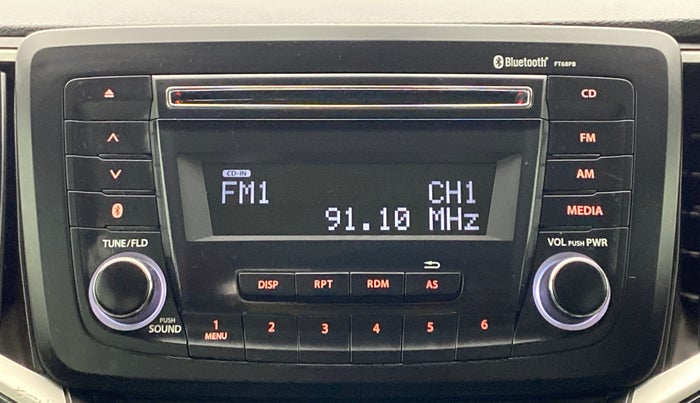 Bluetooth® FT68PB
CD
FM
AM
MEDIA
CD-IN
FM1 CH1
91.10 MHz
TUNE/FLD
VOL PUSH PWR
DISP RPT RDM AS
PUSH
SOUND
1 2 3 4 5 6
MENU